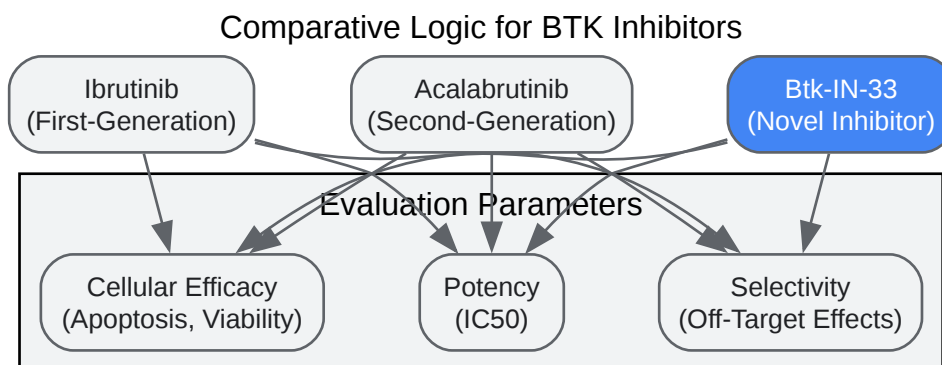 Comparative Logic for BTK Inhibitors
Ibrutinib
(First-Generation)
Acalabrutinib
(Second-Generation)
Btk-IN-33
(Novel Inhibitor)
Evaluation Parameters
Cellular Efficacy
(Apoptosis, Viability)
Potency
(IC50)
Selectivity
(Off-Target Effects)